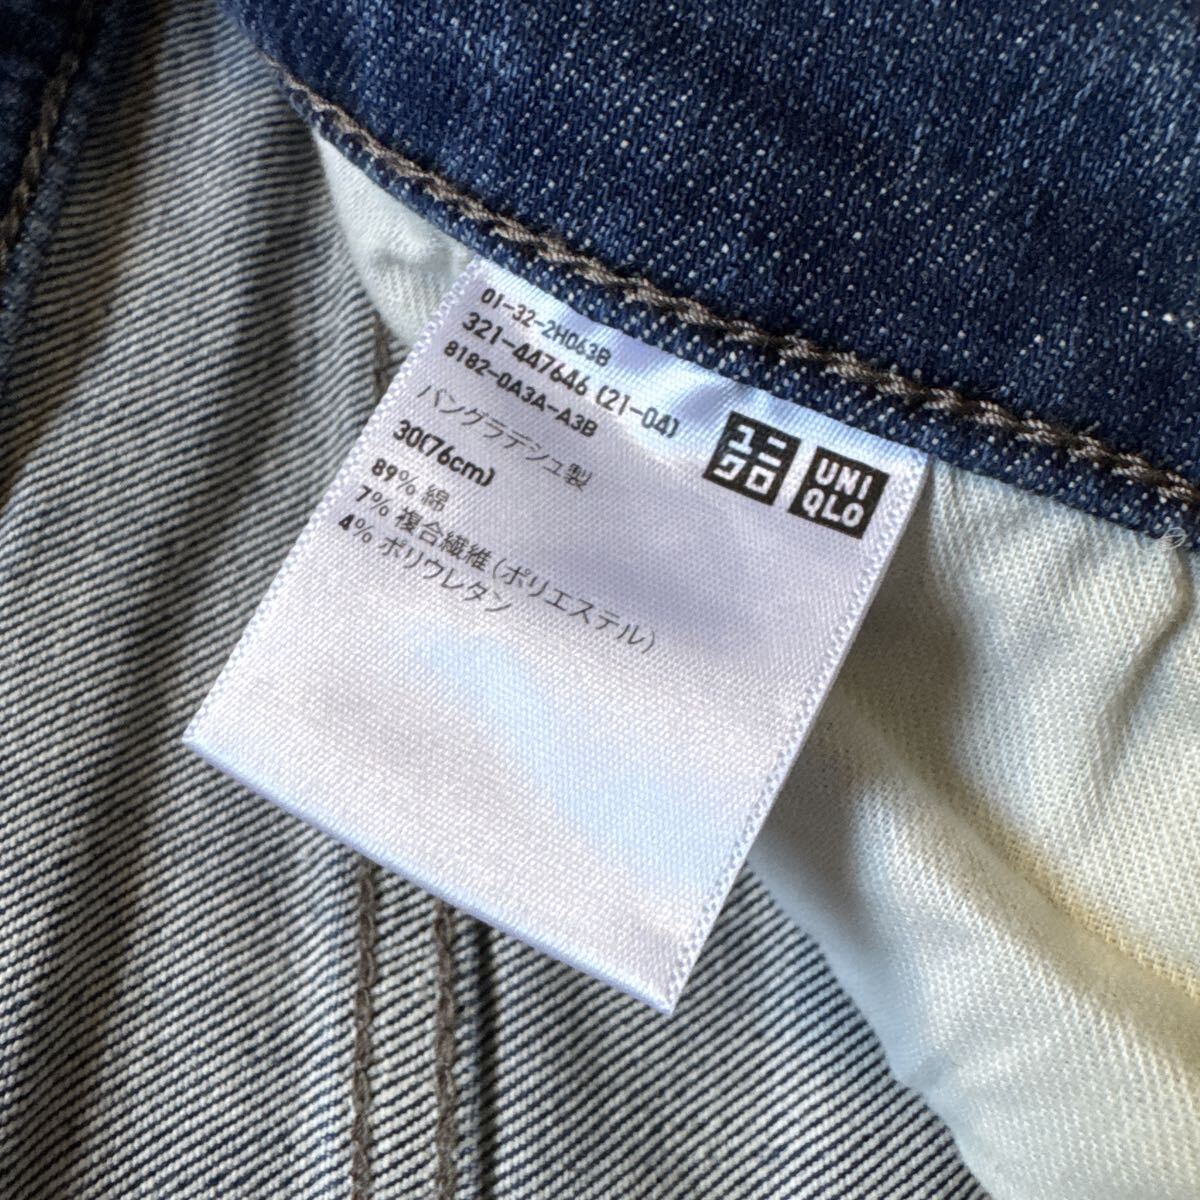 01-32-2H063B
321-447646 (21-04)
8182-0A3A-A3B
バングラデシュ製
30(76cm)
89% 綿
7% 複合繊維(ポリエステル)
4% ポリウレタン
ユニ
クロ
UNI
QLO